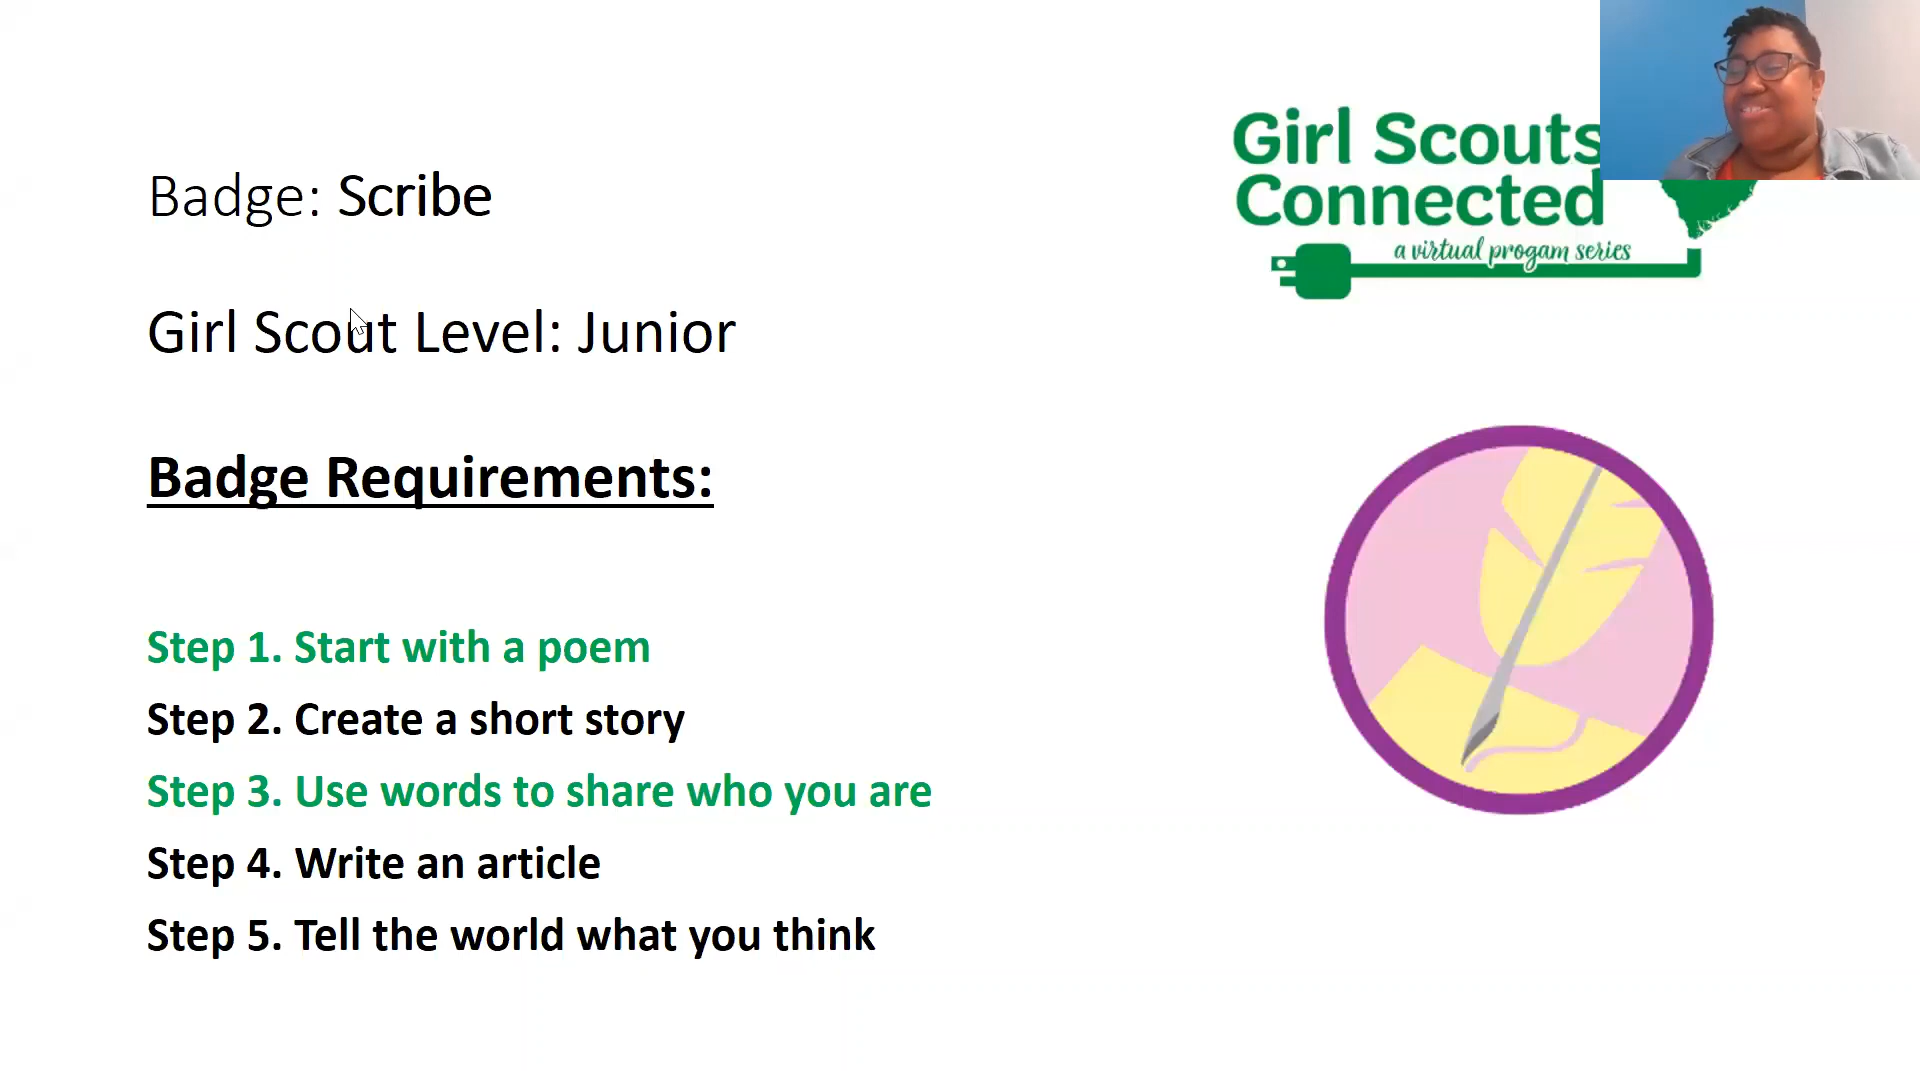 Badge: Scribe
Girl Scout Level: Junior
Badge Requirements:
Step 1. Start with a poem
Step 2. Create a short story
Step 3. Use words to share who you are
Step 4. Write an article
Step 5. Tell the world what you think
Girl Scouts
Connected
a virtual progam series